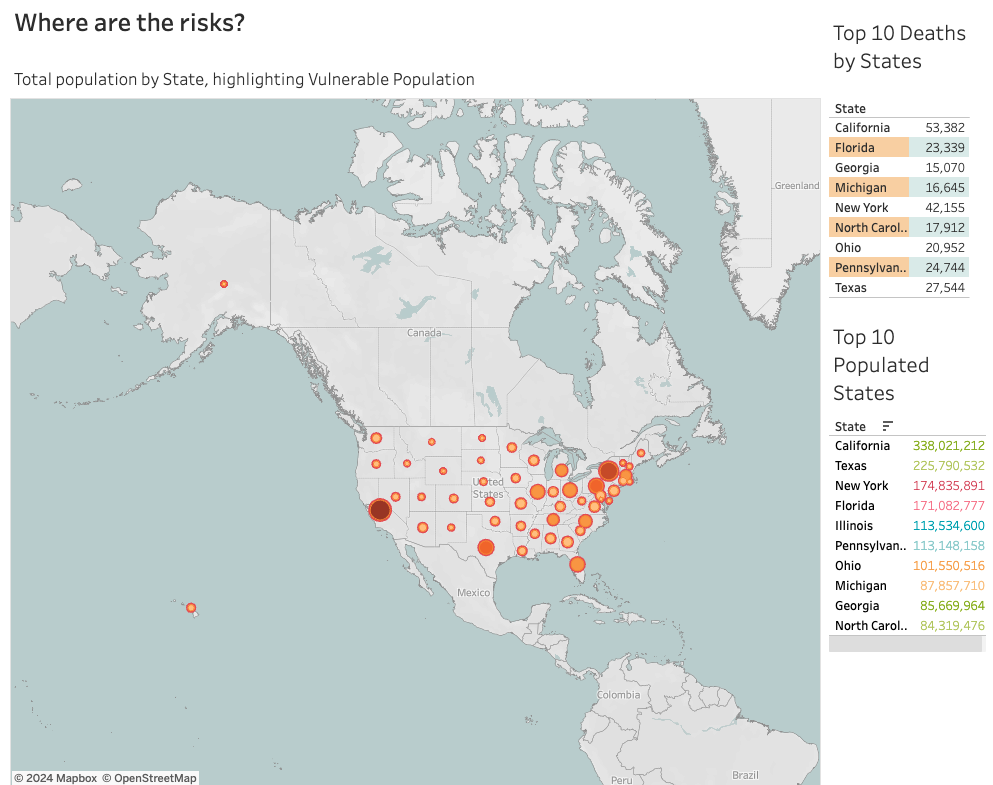 Where are the risks?
Total population by State, highlighting Vulnerable Population
Greenland
Canada
United
States
Mexico
Colombia
Peru
Brazil
© 2024 Mapbox © OpenStreetMap
Top 10 Deaths
by States
State
California 53,382
Florida 23,339
Georgia 15,070
Michigan 16,645
New York 42,155
North Carol.. 17,912
Ohio 20,952
Pennsylvan.. 24,744
Texas 27,544
Top 10
Populated
States
State
California 338,021,212
Texas 225,790,532
New York 174,835,891
Florida 171,082,777
Illinois 113,534,600
Pennsylvan.. 113,148,158
Ohio 101,550,516
Michigan 87,857,710
Georgia 85,669,964
North Carol.. 84,319,476